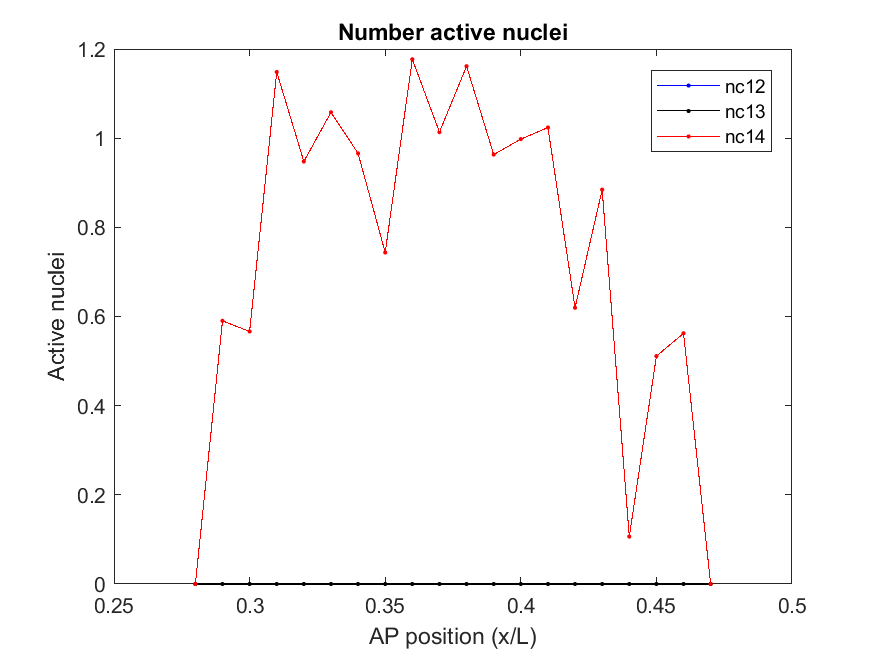 Number active nuclei
1.2
1
0.8
0.6
0.4
0.2
0
Active nuclei
nc12
nc13
nc14
0.25
0.3
0.35
0.4
0.45
0.5
AP position (x/L)